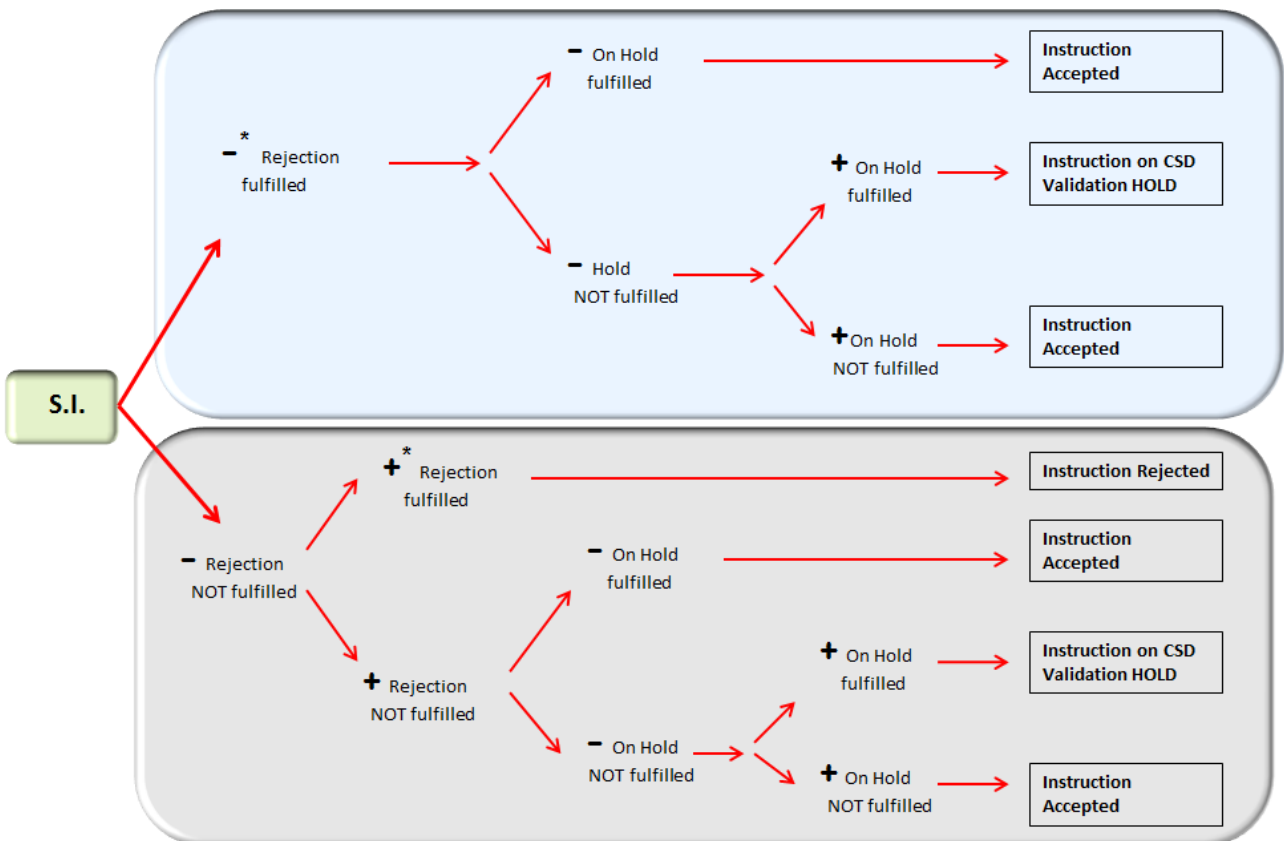 − On Hold
fulfilled
Instruction
Accepted
−* Rejection
fulfilled
+ On Hold
fulfilled
Instruction on CSD
Validation HOLD
− Hold
NOT fulfilled
+On Hold
NOT fulfilled
Instruction
Accepted
S.I.
+* Rejection
fulfilled
Instruction Rejected
− Rejection
NOT fulfilled
− On Hold
fulfilled
Instruction
Accepted
+ Rejection
NOT fulfilled
+ On Hold
fulfilled
Instruction on CSD
Validation HOLD
− On Hold
NOT fulfilled
+ On Hold
NOT fulfilled
Instruction
Accepted